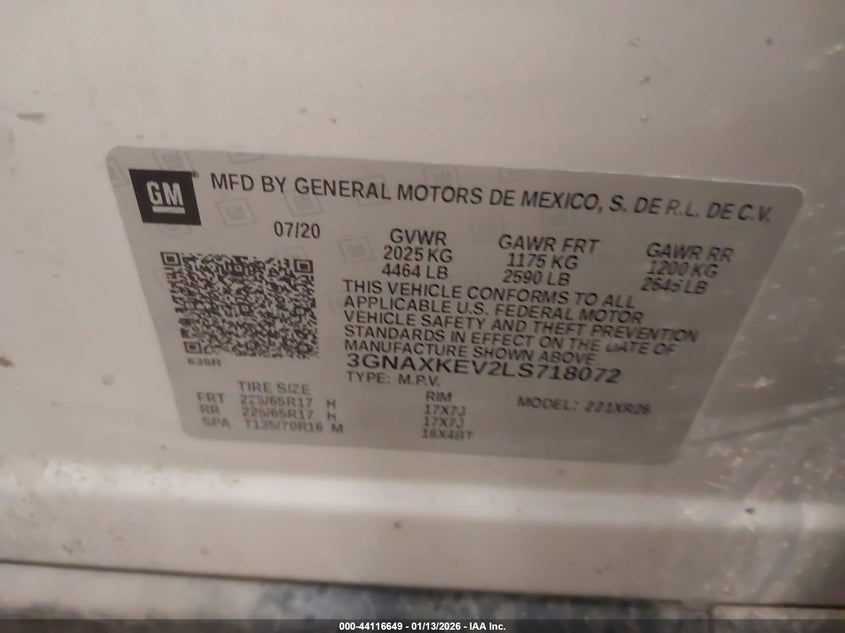 GM MFD BY GENERAL MOTORS DE MEXICO, S. DE R.L. DE C.V.
07/20
GVWR GAWR FRT GAWR RR
2025 KG 1175 KG 1200 KG
4464 LB 2590 LB 2645 LB
THIS VEHICLE CONFORMS TO ALL
APPLICABLE U.S. FEDERAL MOTOR
VEHICLE SAFETY AND THEFT PREVENTION
STANDARDS IN EFFECT ON THE DATE OF
MANUFACTURE SHOWN ABOVE.
3GNAXKEV2LS718072
TYPE: M.P.V.
636R
TIRE SIZE RIM MODEL: 221XR26
FRT 225/65R17 H 17X7J
RR 225/65R17 H 17X7J
SPA T135/70R16 M 16X4BT
000-44116649 — 01/13/2026 — IAA Inc.